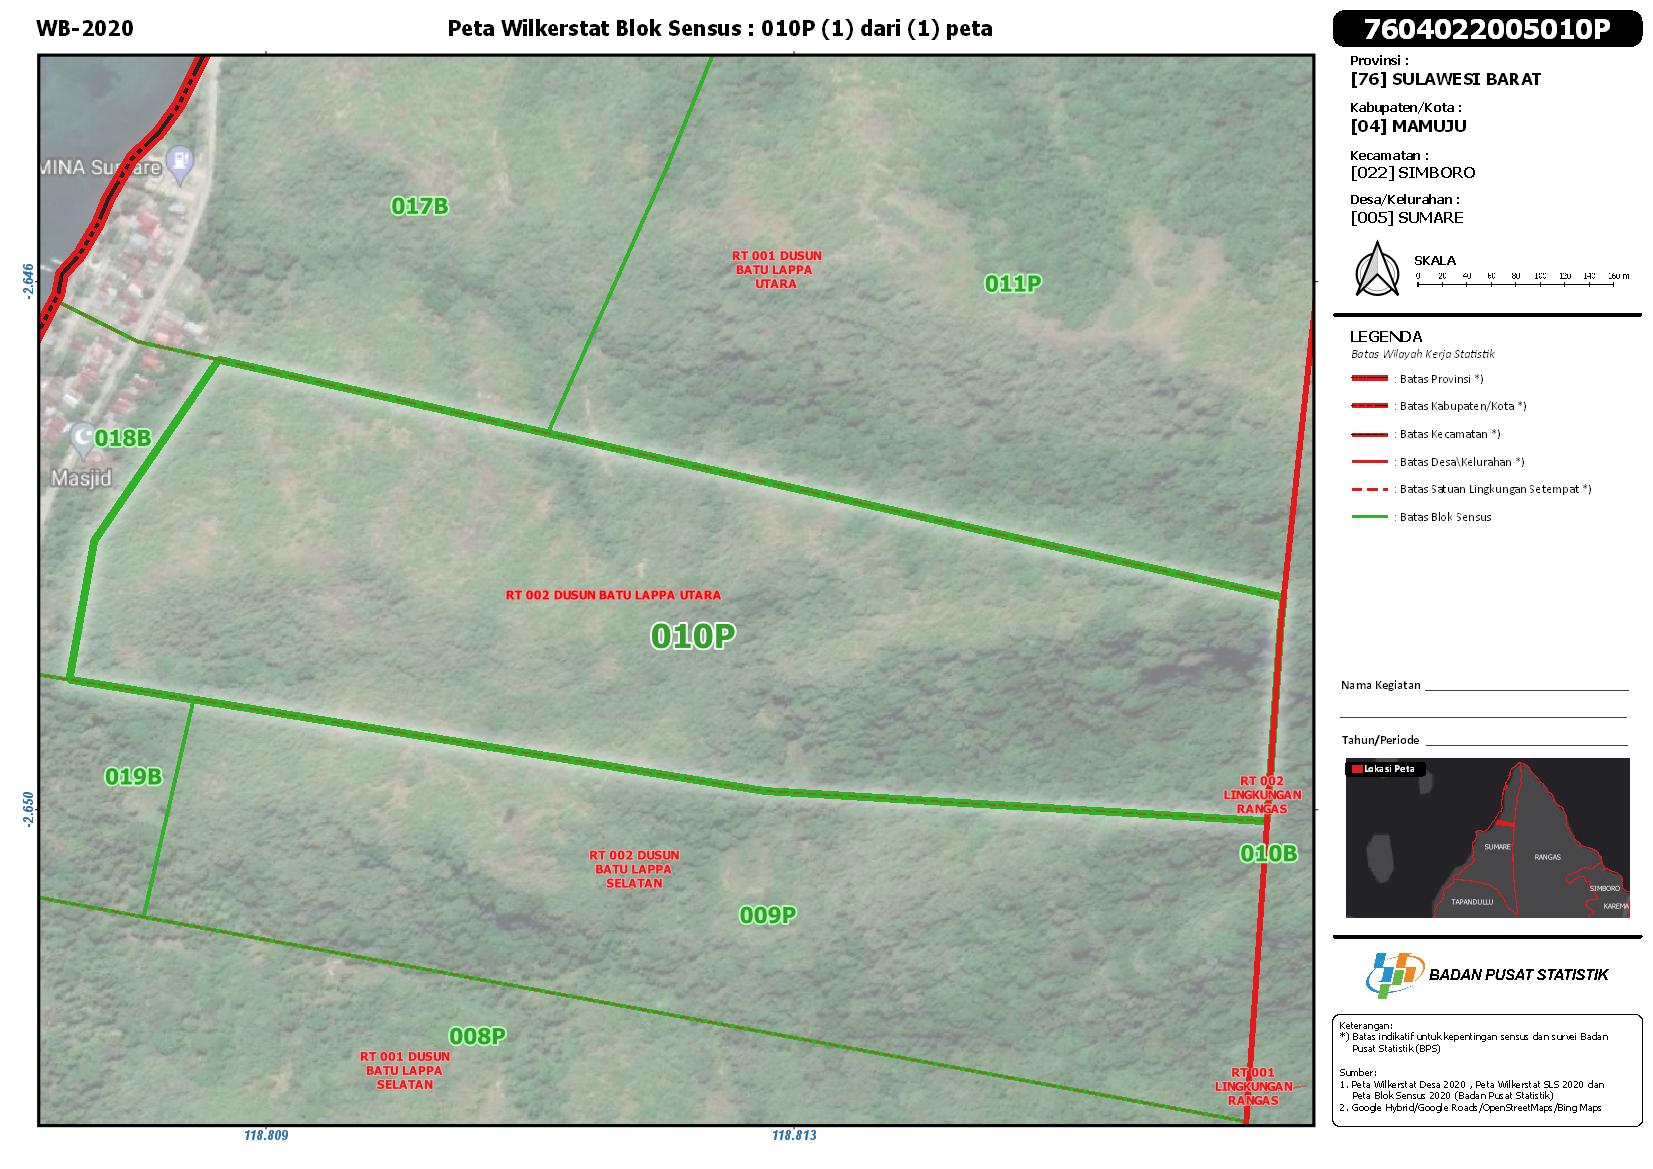 WB-2020
Peta Wilkerstat Blok Sensus : 010P (1) dari (1) peta
7604022005010P
Provinsi :
[76] SULAWESI BARAT
Kabupaten/Kota :
[04] MAMUJU
Kecamatan :
[022] SIMBORO
Desa/Kelurahan :
[005] SUMARE
SKALA
0 20 40 60 80 100 120 140 160 m
LEGENDA
Batas Wilayah Kerja Statistik
: Batas Provinsi *)
: Batas Kabupaten/Kota *)
: Batas Kecamatan *)
: Batas Desa\Kelurahan *)
: Batas Satuan Lingkungan Setempat *)
: Batas Blok Sensus
Nama Kegiatan
Tahun/Periode
Lokasi Peta
SUMARE
RANGAS
SIMBORO
TAPANDULLU
KAREMA
BADAN PUSAT STATISTIK
Keterangan:
*) Batas indikatif untuk kepentingan sensus dan survei Badan
Pusat Statistik (BPS)
Sumber:
1. Peta Wilkerstat Desa 2020 , Peta Wilkerstat SLS 2020 dan
Peta Blok Sensus 2020 (Badan Pusat Statistik)
2. Google Hybrid/Google Roads/OpenStreetMaps/Bing Maps
MINA Sumare
017B
RT 001 DUSUN
BATU LAPPA
UTARA
011P
018B
Masjid
RT 002 DUSUN BATU LAPPA UTARA
010P
019B
RT 002
LINGKUNGAN
RANGAS
010B
RT 002 DUSUN
BATU LAPPA
SELATAN
009P
008P
RT 001 DUSUN
BATU LAPPA
SELATAN
RT 001
LINGKUNGAN
RANGAS
-2.646
-2.650
118.809
118.813